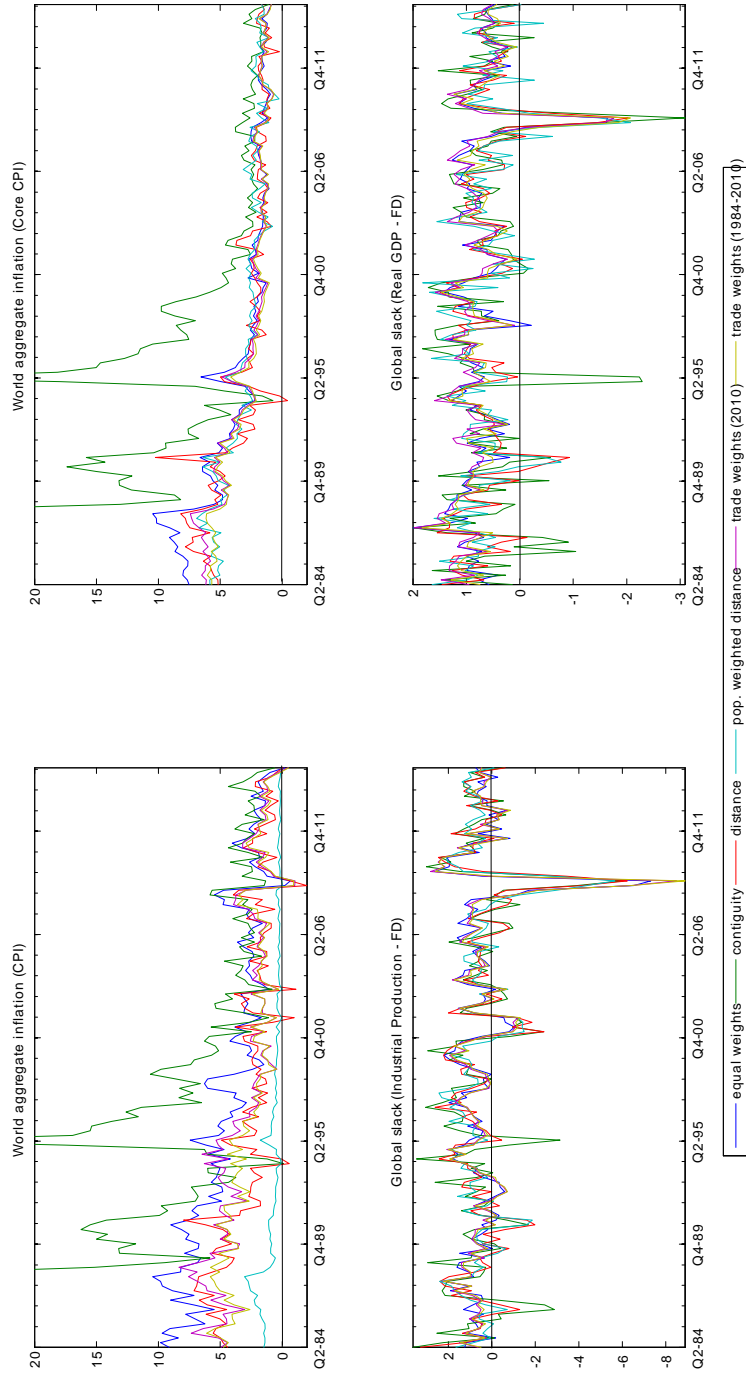 World aggregate inflation (CPI)
20
15
10
5
0
Q2-84
Q4-89
Q2-95
Q4-00
Q2-06
Q4-11
World aggregate inflation (Core CPI)
20
15
10
5
0
Q2-84
Q4-89
Q2-95
Q4-00
Q2-06
Q4-11
Global slack (Industrial Production - FD)
2
0
-2
-4
-6
-8
Q2-84
Q4-89
Q2-95
Q4-00
Q2-06
Q4-11
Global slack (Real GDP - FD)
2
1
0
-1
-2
-3
Q2-84
Q4-89
Q2-95
Q4-00
Q2-06
Q4-11
equal weights contiguity distance pop. weighted distance trade weights (2010) trade weights (1984-2010)